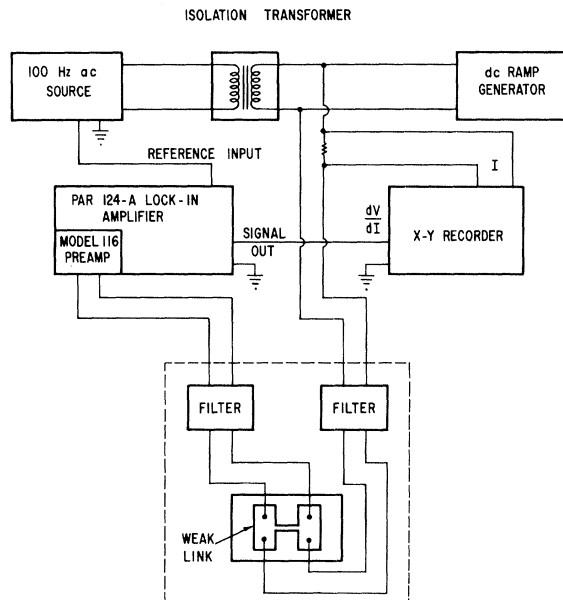 ISOLATION TRANSFORMER
100 Hz ac
SOURCE
dc RAMP
GENERATOR
REFERENCE INPUT
I
PAR 124-A LOCK-IN
AMPLIFIER
MODEL 116
PREAMP
SIGNAL
OUT
dV
dI
X-Y RECORDER
FILTER
FILTER
WEAK
LINK